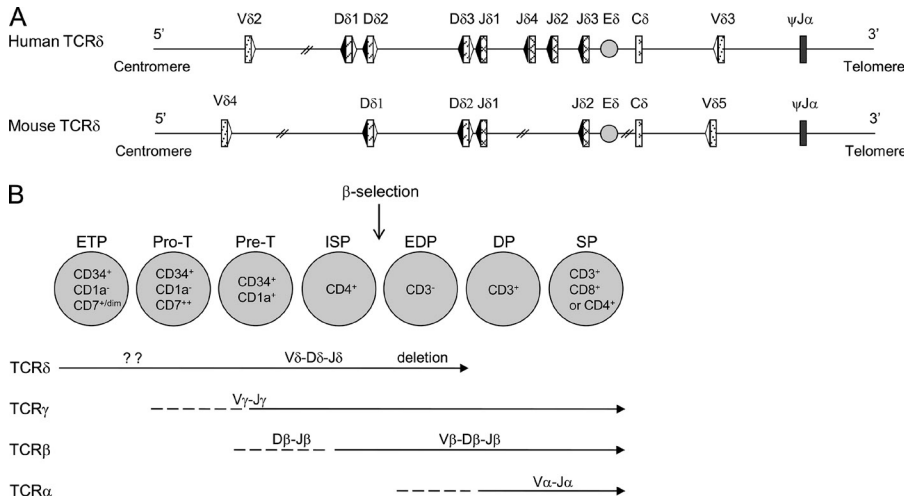 A
Vδ2 Dδ1 Dδ2 Dδ3 Jδ1 Jδ4 Jδ2 Jδ3 Eδ Cδ Vδ3 ψJα
Human TCRδ 5' 3'
Centromere Telomere
Vδ4 Dδ1 Dδ2 Jδ1 Jδ2 Eδ Cδ Vδ5 ψJα
Mouse TCRδ 5' 3'
Centromere Telomere
B
β-selection
ETP Pro-T Pre-T ISP EDP DP SP
CD34⁺
CD1a⁻
CD7⁺/ᵈⁱᵐ
CD34⁺
CD1a⁻
CD7⁺⁺
CD34⁺
CD1a⁺
CD4⁺
CD3⁻
CD3⁺
CD3⁺
CD8⁺
or CD4⁺
TCRδ ? ? Vδ-Dδ-Jδ deletion
TCRγ Vγ-Jγ
TCRβ Dβ-Jβ Vβ-Dβ-Jβ
TCRα Vα-Jα